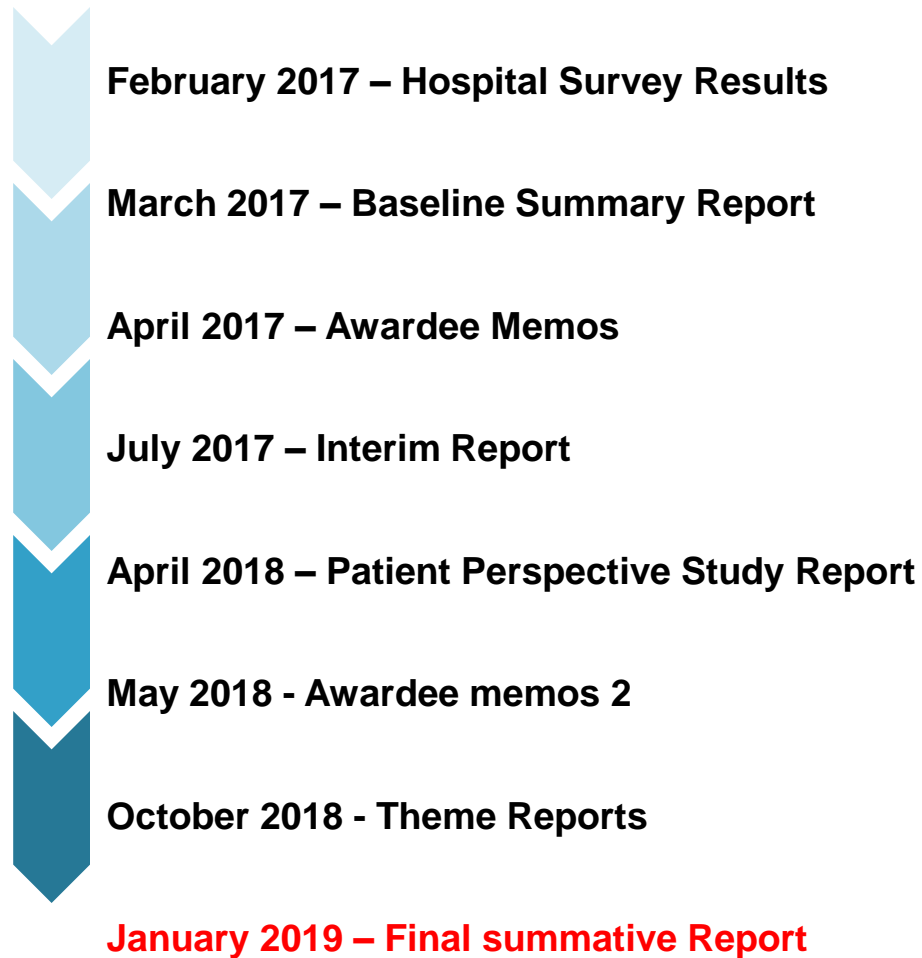 February 2017 – Hospital Survey Results
March 2017 – Baseline Summary Report
April 2017 – Awardee Memos
July 2017 – Interim Report
April 2018 – Patient Perspective Study Report
May 2018 - Awardee memos 2
October 2018 - Theme Reports
January 2019 – Final summative Report